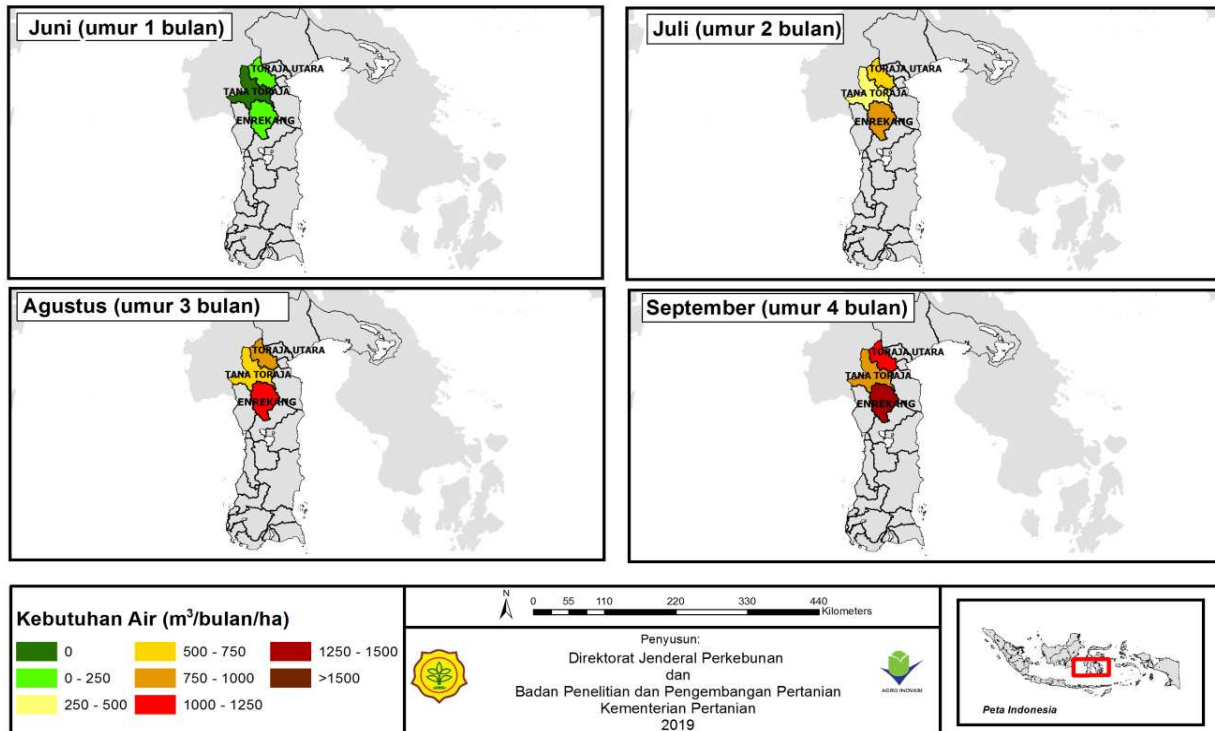 Juni (umur 1 bulan)
TORAJA UTARA
TANA TORAJA
ENREKANG
Juli (umur 2 bulan)
TORAJA UTARA
TANA TORAJA
ENREKANG
Agustus (umur 3 bulan)
TORAJA UTARA
TANA TORAJA
ENREKANG
September (umur 4 bulan)
TORAJA UTARA
TANA TORAJA
ENREKANG
Kebutuhan Air (m³/bulan/ha)
0
0 - 250
250 - 500
500 - 750
750 - 1000
1000 - 1250
1250 - 1500
>1500
N
0 55 110 220 330 440
Kilometers
Penyusun:
Direktorat Jenderal Perkebunan
dan
Badan Penelitian dan Pengembangan Pertanian
Kementerian Pertanian
2019
AGRO INOVASI
Peta Indonesia